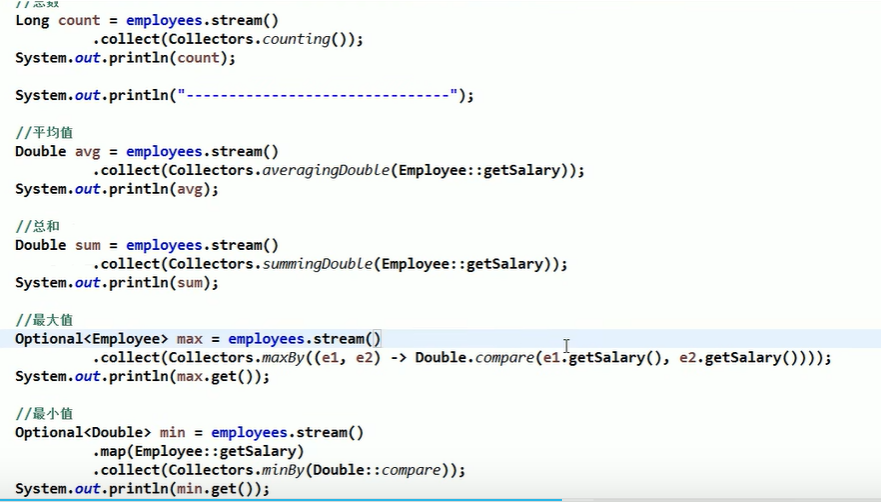 //总数
Long count = employees.stream()
.collect(Collectors.counting());
System.out.println(count);
System.out.println("-------------------------------");
//平均值
Double avg = employees.stream()
.collect(Collectors.averagingDouble(Employee::getSalary));
System.out.println(avg);
//总和
Double sum = employees.stream()
.collect(Collectors.summingDouble(Employee::getSalary));
System.out.println(sum);
//最大值
Optional<Employee> max = employees.stream()
.collect(Collectors.maxBy((e1, e2) -> Double.compare(e1.getSalary(), e2.getSalary())));
System.out.println(max.get());
//最小值
Optional<Double> min = employees.stream()
.map(Employee::getSalary)
.collect(Collectors.minBy(Double::compare));
System.out.println(min.get());